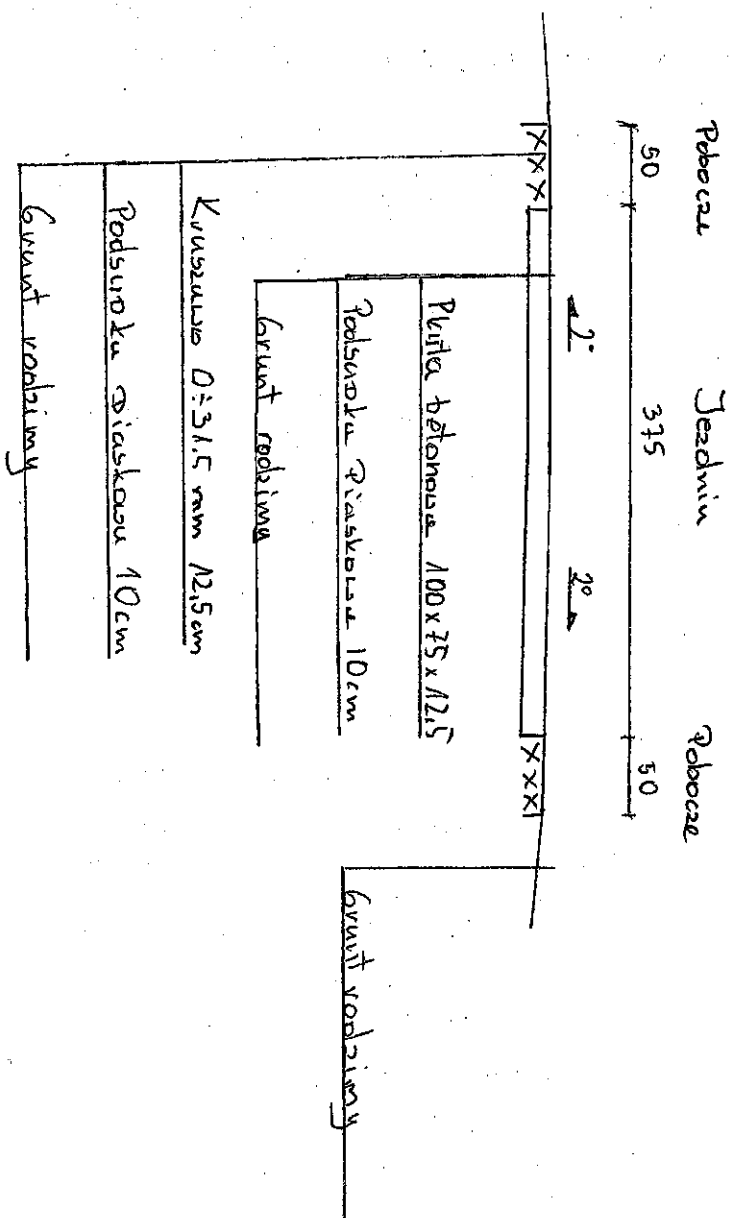 Pobocze Jezdnia Pobocze
50 375 50
2° 2°
Płyta betonowa 100x75x12,5
Podsypka Piaskowa 10cm
Grunt rodzimy
Kruszywo 0÷31.5 mm 12,5cm
Podsypka Piaskowa 10cm
Grunt rodzimy
Grunt rodzimy